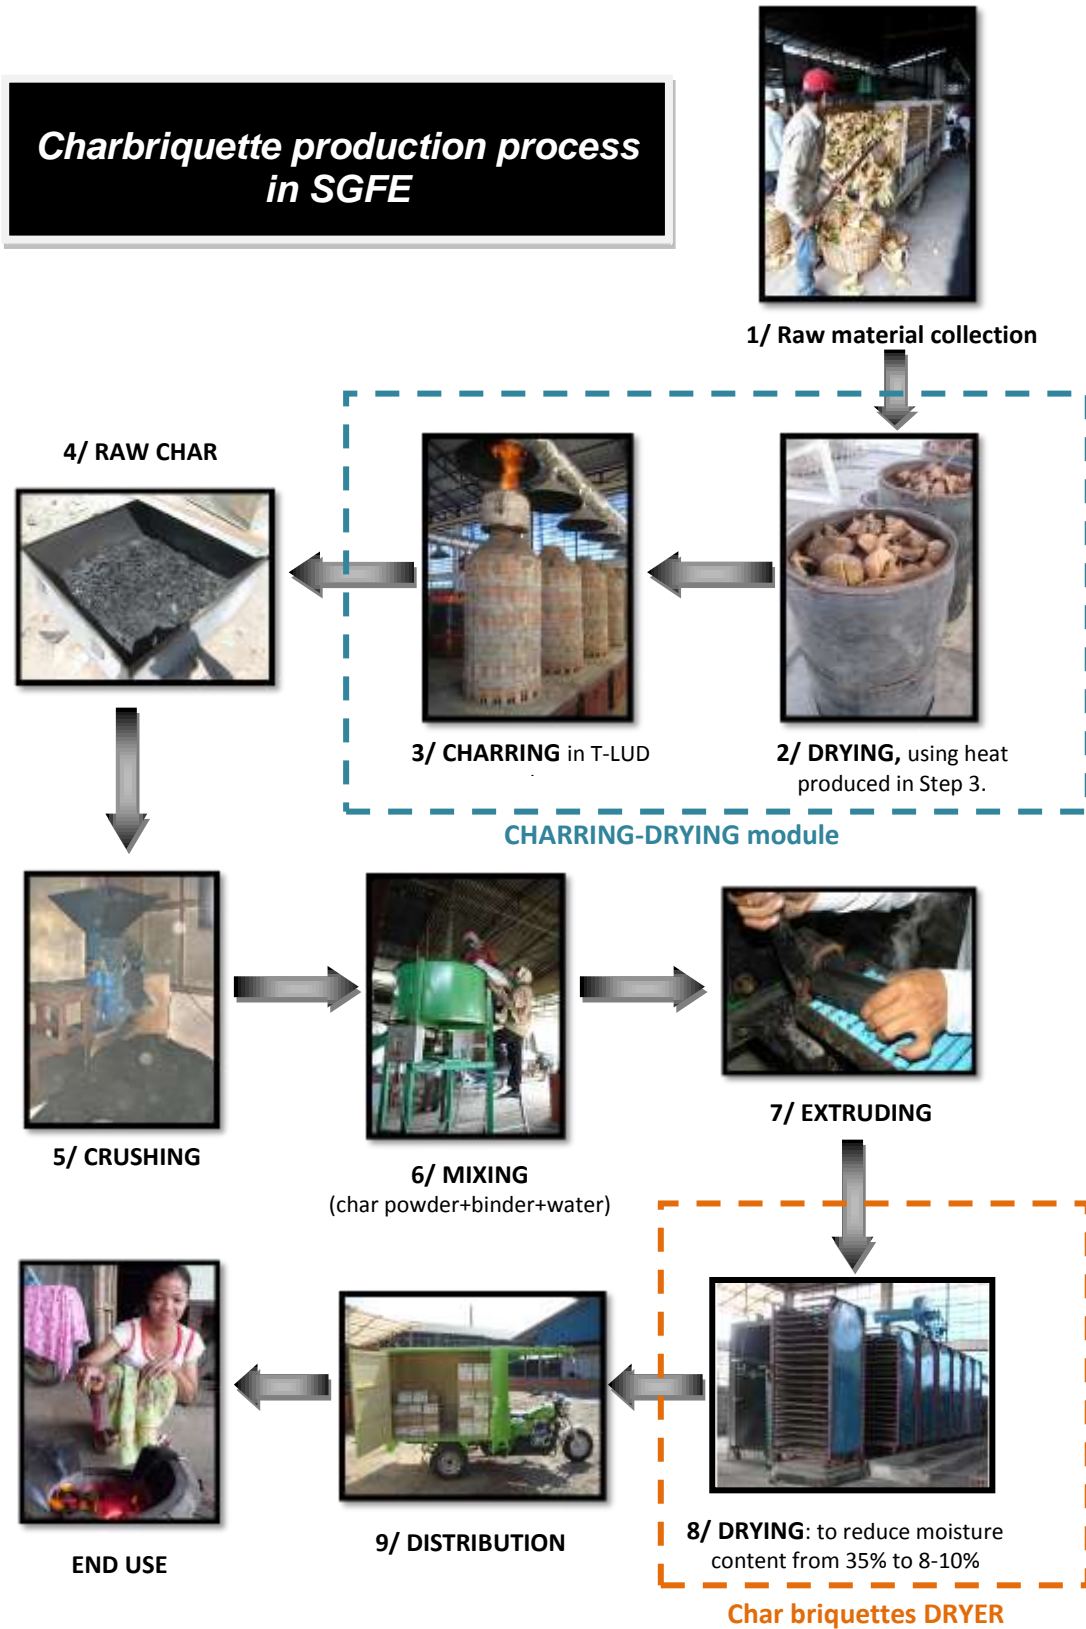 Charbriquette production process
in SGFE
1/ Raw material collection
2/ DRYING, using heat
produced in Step 3.
3/ CHARRING in T-LUD
CHARRING-DRYING module
4/ RAW CHAR
5/ CRUSHING
6/ MIXING
(char powder+binder+water)
7/ EXTRUDING
8/ DRYING: to reduce moisture
content from 35% to 8-10%
Char briquettes DRYER
9/ DISTRIBUTION
END USE